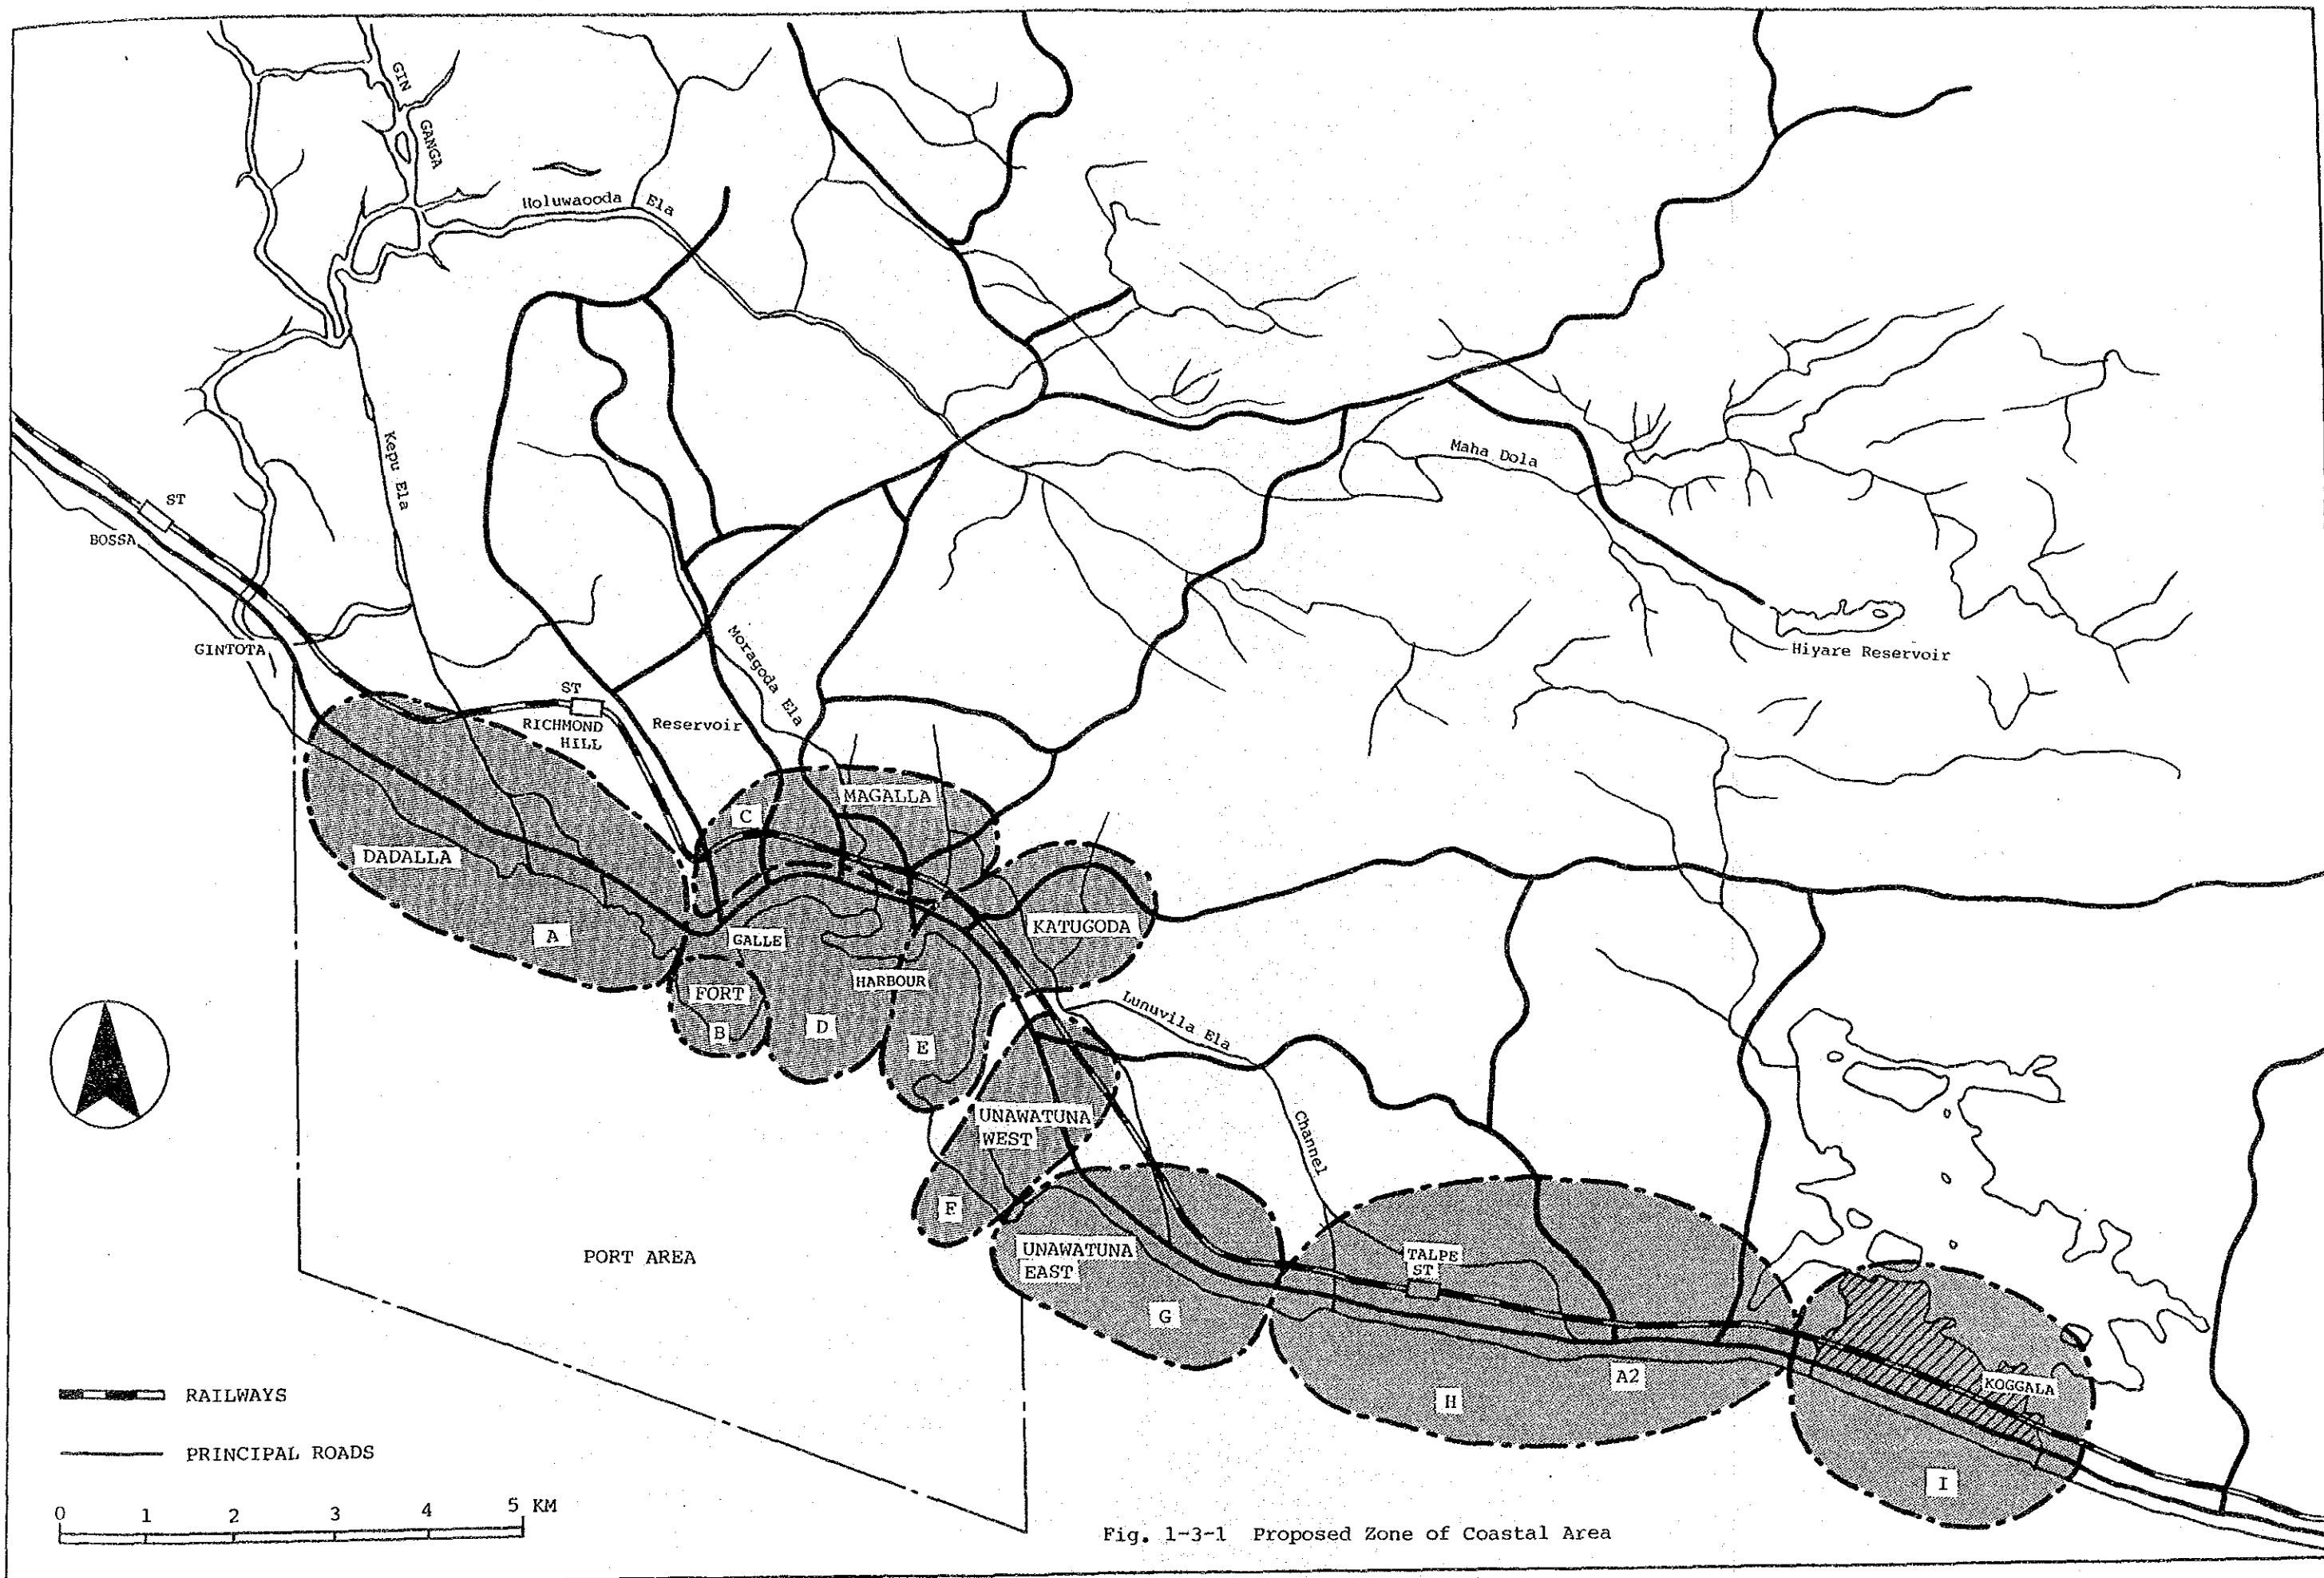 GIN
GANGA
Holuwaooda Ela
Kepu Ela
ST
BOSSA
GINTOTA
Maha Dola
Hiyare Reservoir
Moragoda Ela
ST
RICHMOND
HILL
Reservoir
C
MAGALLA
DADALLA
A
GALLE
KATUGODA
HARBOUR
FORT
B
D
E
Lunuvila Ela
Channel
UNAWATUNA
WEST
F
UNAWATUNA
EAST
G
TALPE
ST
A2
H
KOGGALA
I
PORT AREA
RAILWAYS
PRINCIPAL ROADS
0 1 2 3 4 5 KM
Fig. 1-3-1 Proposed Zone of Coastal Area